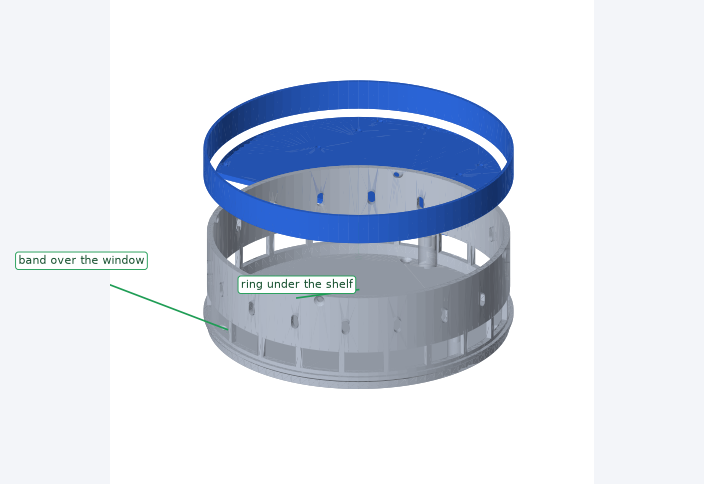 band over the window
ring under the shelf